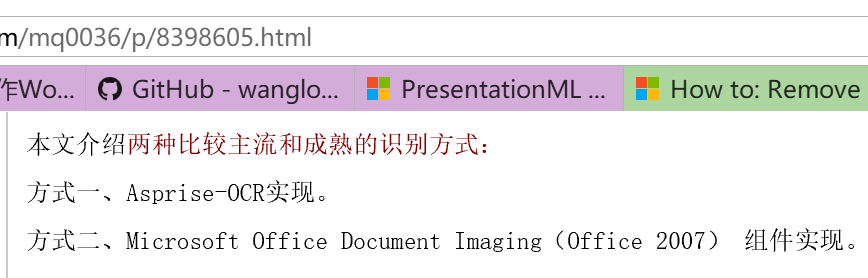 m/mq0036/p/8398605.html
作Wo... GitHub - wanglo... PresentationML ... How to: Remove
本文介绍两种比较主流和成熟的识别方式：
方式一、Asprise-OCR实现。
方式二、Microsoft Office Document Imaging（Office 2007） 组件实现。